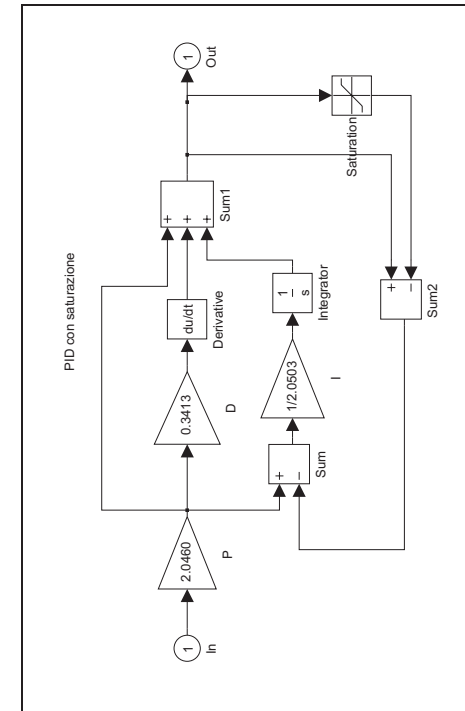 PID con saturazione
1
In
2.0460
P
0.3413
D
du/dt
Derivative
+
+
+
Sum1
1
Out
Saturation
+
−
Sum
1/2.0503
I
1
s
Integrator
+
−
Sum2